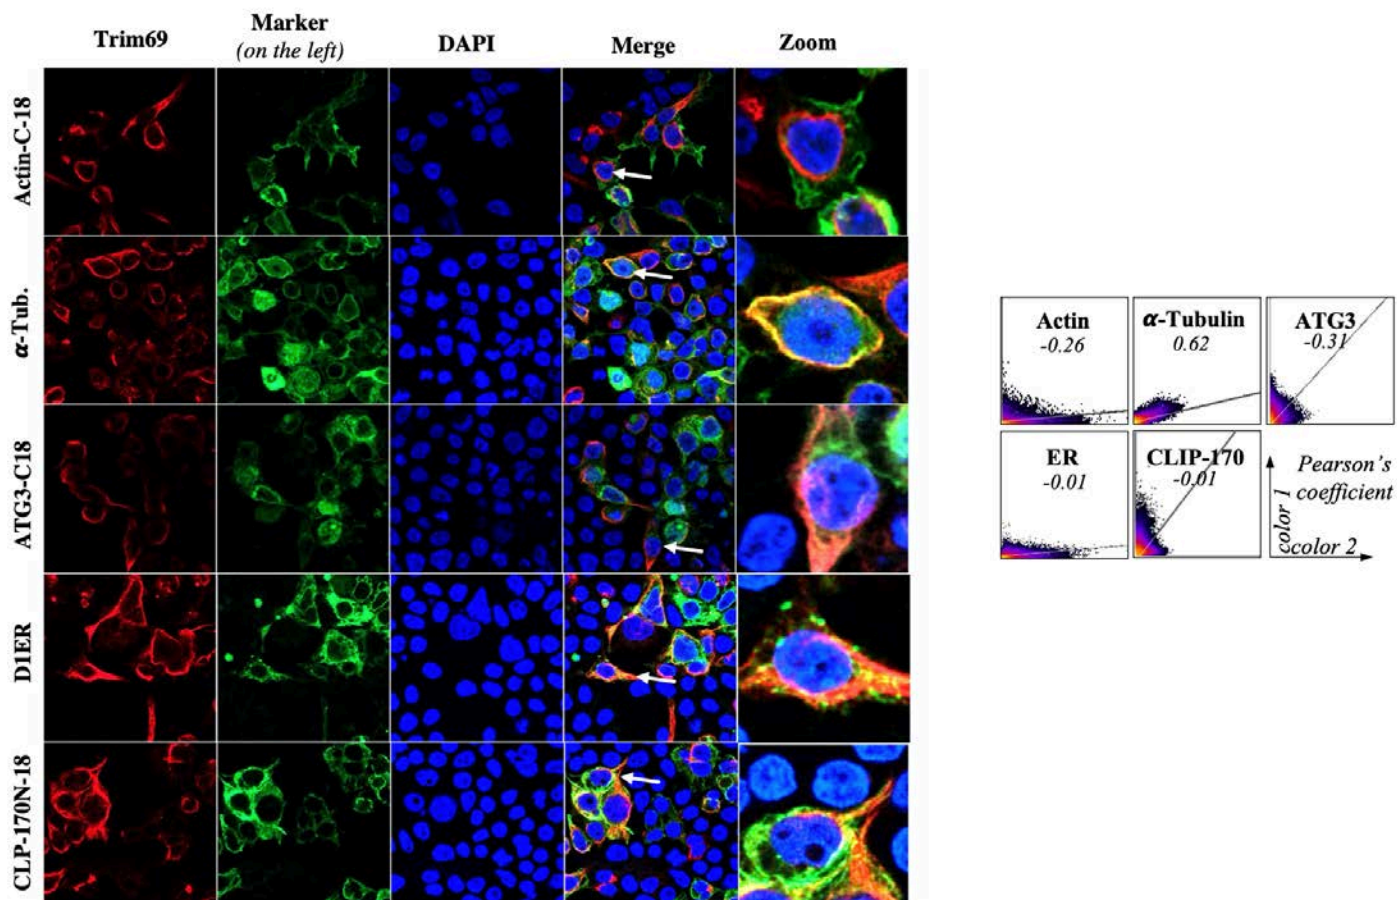 Trim69
Marker
(on the left)
DAPI
Merge
Zoom
Actin-C-18
α-Tub.
ATG3-C18
D1ER
CLP-170N-18
Actin
-0.26
α-Tubulin
0.62
ATG3
-0.31
ER
-0.01
CLIP-170
-0.01
color 1
Pearson's
coefficient
color 2